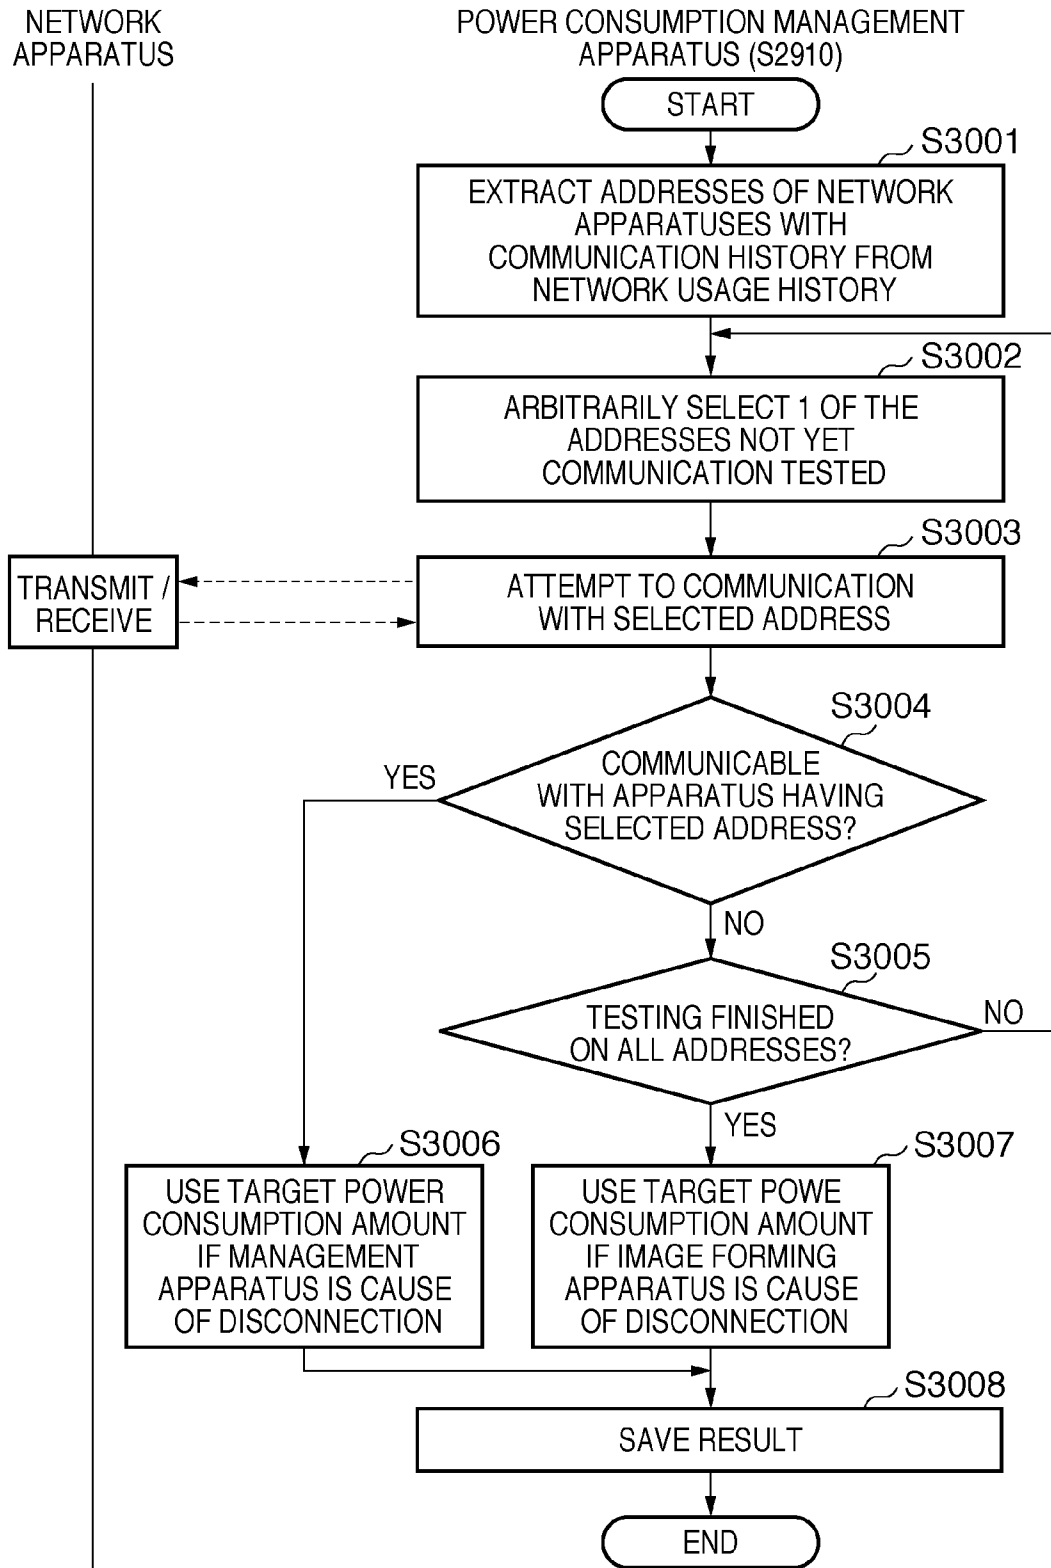 NETWORK
APPARATUS
POWER CONSUMPTION MANAGEMENT
APPARATUS (S2910)
START
S3001
EXTRACT ADDRESSES OF NETWORK
APPARATUSES WITH
COMMUNICATION HISTORY FROM
NETWORK USAGE HISTORY
S3002
ARBITRARILY SELECT 1 OF THE
ADDRESSES NOT YET
COMMUNICATION TESTED
S3003
TRANSMIT /
RECEIVE
ATTEMPT TO COMMUNICATION
WITH SELECTED ADDRESS
S3004
YES
COMMUNICABLE
WITH APPARATUS HAVING
SELECTED ADDRESS?
NO
S3005
TESTING FINISHED
ON ALL ADDRESSES?
NO
YES
S3006
USE TARGET POWER
CONSUMPTION AMOUNT
IF MANAGEMENT
APPARATUS IS CAUSE
OF DISCONNECTION
S3007
USE TARGET POWE
CONSUMPTION AMOUNT
IF IMAGE FORMING
APPARATUS IS CAUSE
OF DISCONNECTION
S3008
SAVE RESULT
END